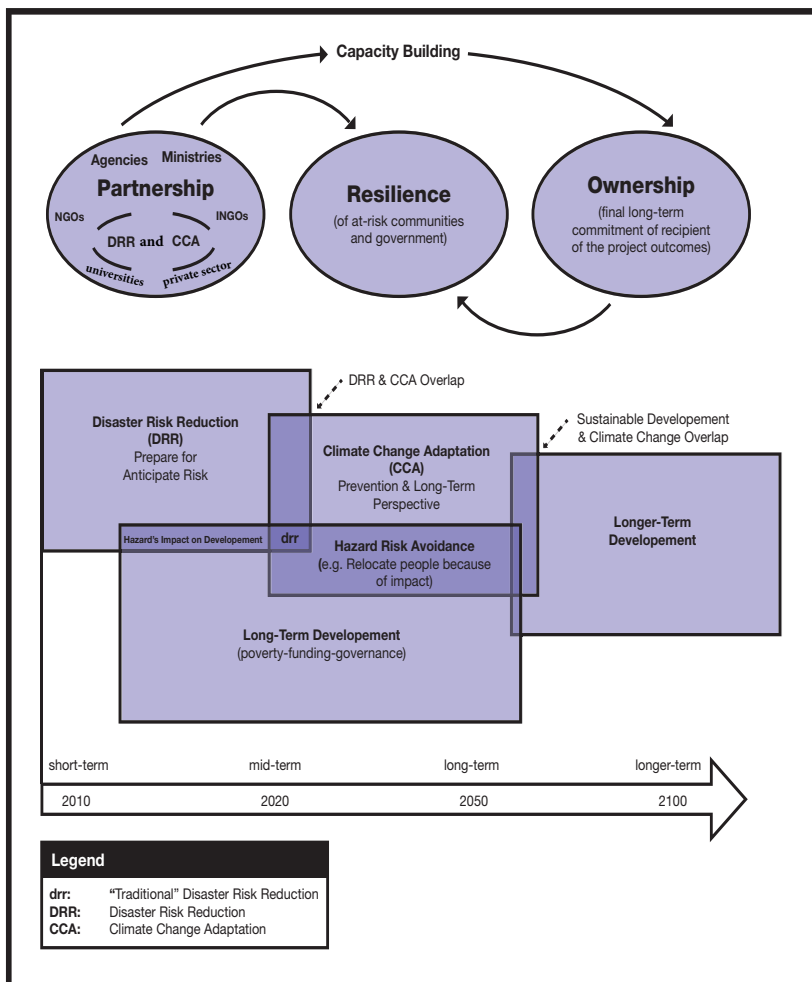 Capacity Building
Agencies Ministries
Partnership
NGOs INGOs
DRR and CCA
universities private sector
Resilience
(of at-risk communities
and government)
Ownership
(final long-term
commitment of recipient
of the project outcomes)
DRR & CCA Overlap
Disaster Risk Reduction
(DRR)
Prepare for
Anticipate Risk
Sustainable Developement
& Climate Change Overlap
Climate Change Adaptation
(CCA)
Prevention & Long-Term
Perspective
Longer-Term
Developement
Hazard's Impact on Developement
drr
Hazard Risk Avoidance
(e.g. Relocate people because
of impact)
Long-Term Developement
(poverty-funding-governance)
short-term mid-term long-term longer-term
2010 2020 2050 2100
Legend
drr: “Traditional” Disaster Risk Reduction
DRR: Disaster Risk Reduction
CCA: Climate Change Adaptation